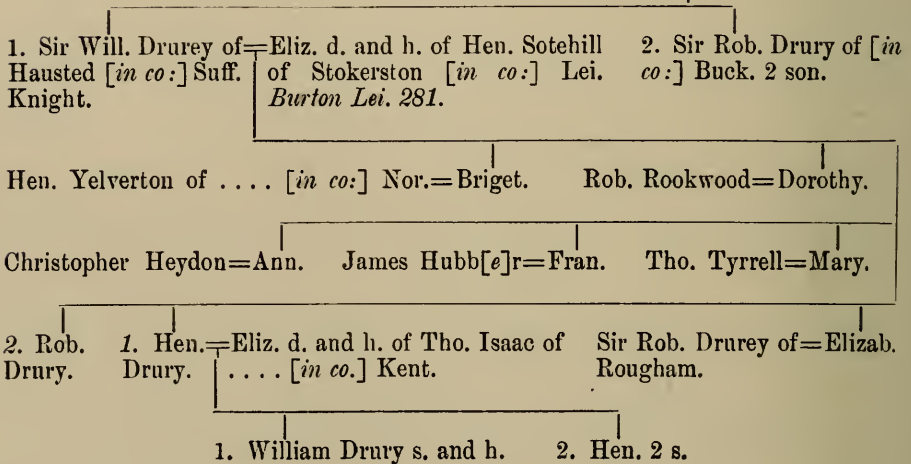 1. Sir Will. Drurey of=Eliz. d. and h. of Hen. Sotehill 2. Sir Rob. Drury of [in
Hausted [in co:] Suff. of Stokerston [in co:] Lei. co:] Buck. 2 son.
Knight. Burton Lei. 281.
Hen. Yelverton of .... [in co:] Nor.=Briget. Rob. Rookwood=Dorothy.
Christopher Heydon=Ann. James Hubb[e]r=Fran. Tho. Tyrrell=Mary.
2. Rob. 1. Hen.=Eliz. d. and h. of Tho. Isaac of Sir Rob. Drurey of=Elizab.
Drury. Drury. .... [in co.] Kent. Rougham.
1. William Drury s. and h. 2. Hen. 2 s.